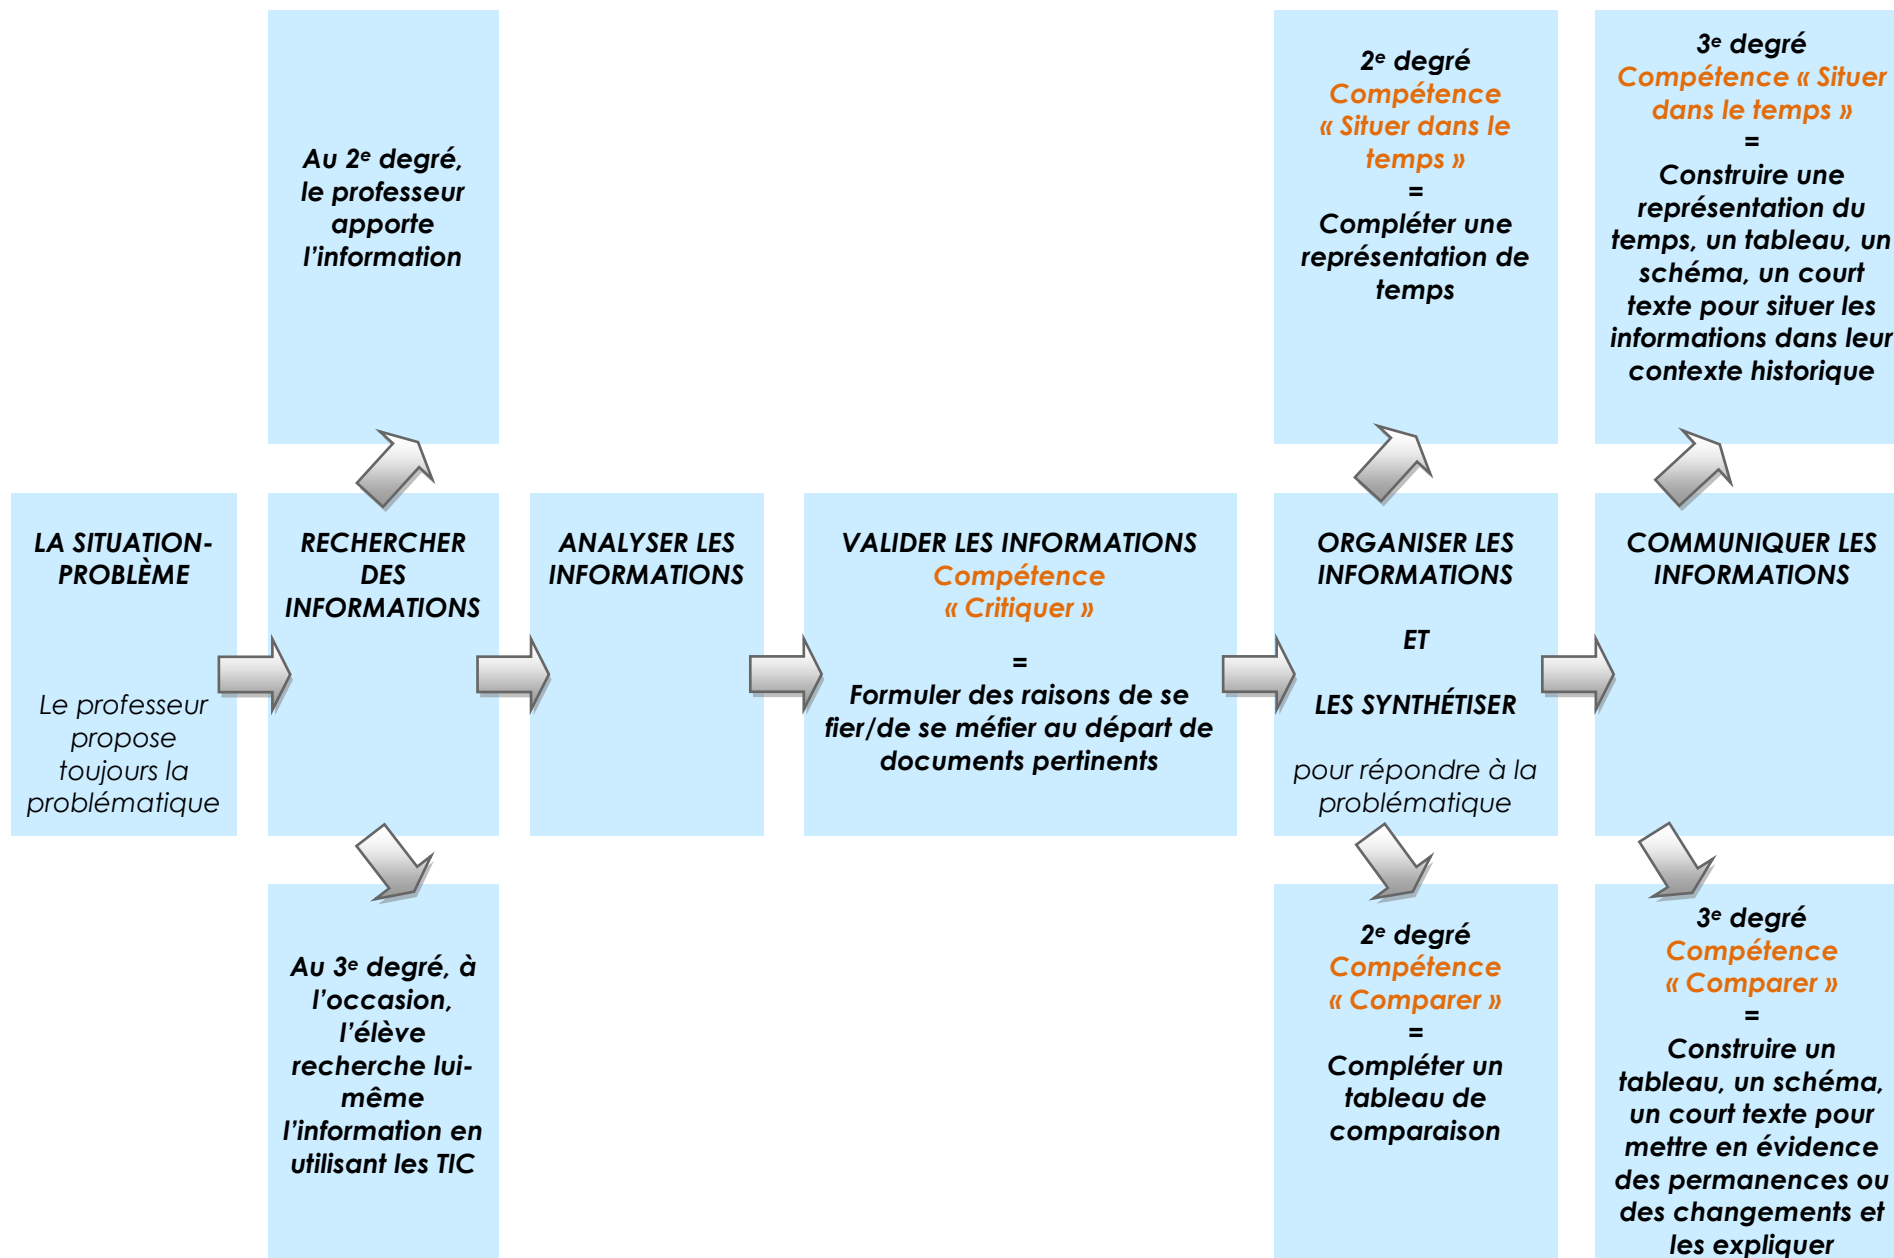 Au 2e degré,
le professeur
apporte
l'information
2e degré
Compétence
« Situer dans le
temps »
=
Compléter une
représentation de
temps
3e degré
Compétence « Situer
dans le temps »
=
Construire une
représentation du
temps, un tableau, un
schéma, un court
texte pour situer les
informations dans leur
contexte historique
LA SITUATION-
PROBLÈME
Le professeur
propose
toujours la
problématique
RECHERCHER
DES
INFORMATIONS
ANALYSER LES
INFORMATIONS
VALIDER LES INFORMATIONS
Compétence
« Critiquer »
=
Formuler des raisons de se
fier/de se méfier au départ de
documents pertinents
ORGANISER LES
INFORMATIONS
ET
LES SYNTHÉTISER
pour répondre à la
problématique
COMMUNIQUER LES
INFORMATIONS
Au 3e degré, à
l'occasion,
l'élève
recherche lui-
même
l'information en
utilisant les TIC
2e degré
Compétence
« Comparer »
=
Compléter un
tableau de
comparaison
3e degré
Compétence
« Comparer »
=
Construire un
tableau, un schéma,
un court texte pour
mettre en évidence
des permanences ou
des changements et
les expliquer